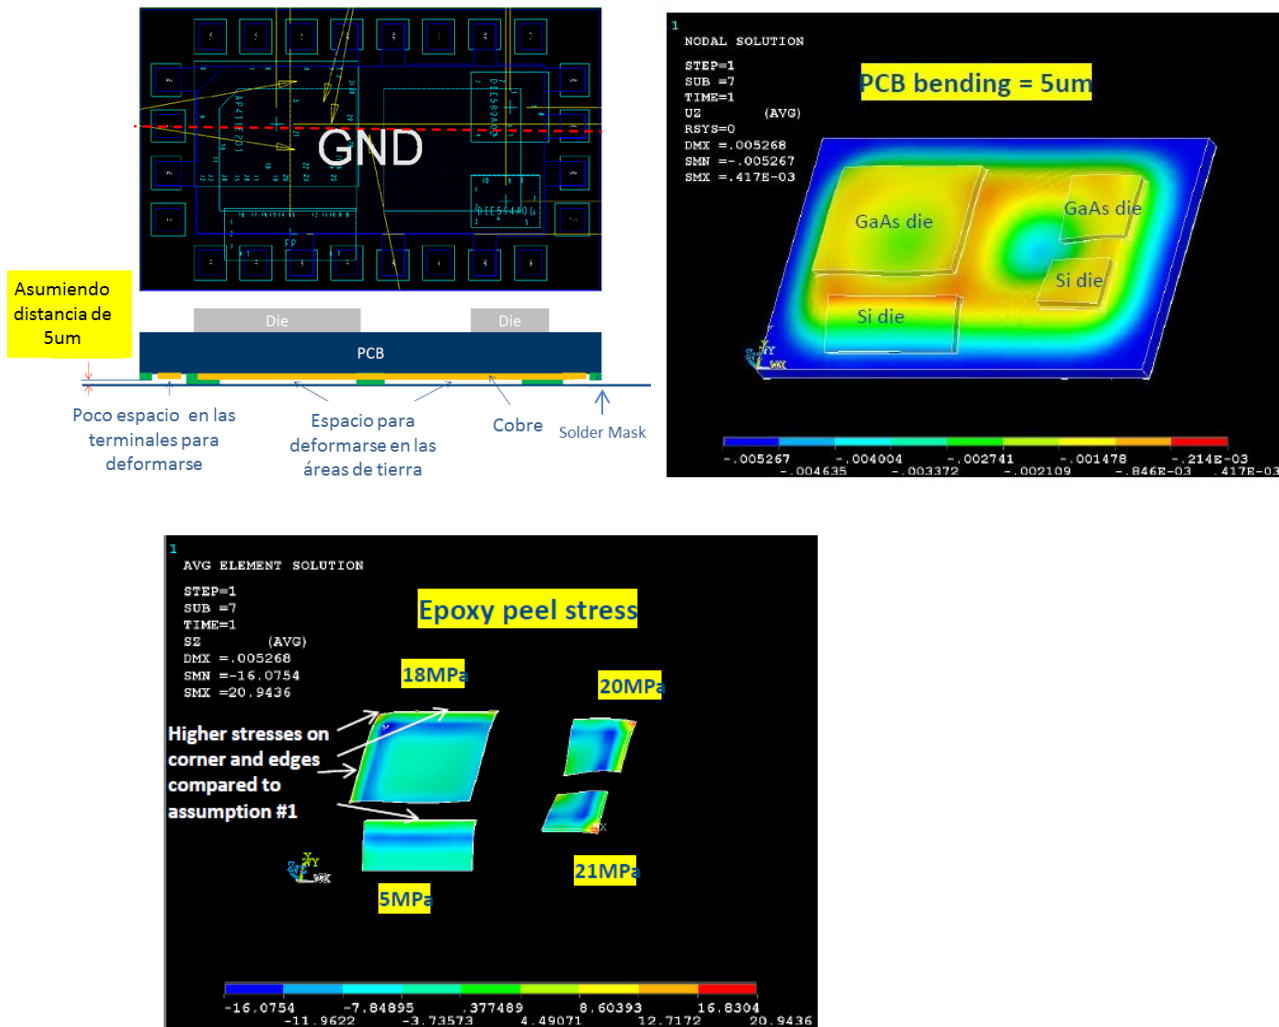 GND
Asumiendo
distancia de
5um
Die
Die
PCB
Poco espacio en las
terminales para
deformarse
Espacio para
deformarse en las
áreas de tierra
Cobre
Solder Mask
1
NODAL SOLUTION
STEP=1
SUB =7
TIME=1
UZ (AVG)
RSYS=0
DMX =.005268
SMN =-.005267
SMX =.417E-03
PCB bending = 5um
GaAs die
GaAs die
Si die
Si die
-.005267 -.004004 -.002741 -.001478 -.214E-03
-.004635 -.003372 -.002109 -.846E-03 .417E-03
1
AVG ELEMENT SOLUTION
STEP=1
SUB =7
TIME=1
SZ (AVG)
DMX =.005268
SMN =-16.0754
SMX =20.9436
Epoxy peel stress
18MPa
20MPa
Higher stresses on
corner and edges
compared to
assumption #1
5MPa
21MPa
-16.0754 -7.84895 .377489 8.60393 16.8304
-11.9622 -3.73573 4.49071 12.7172 20.9436